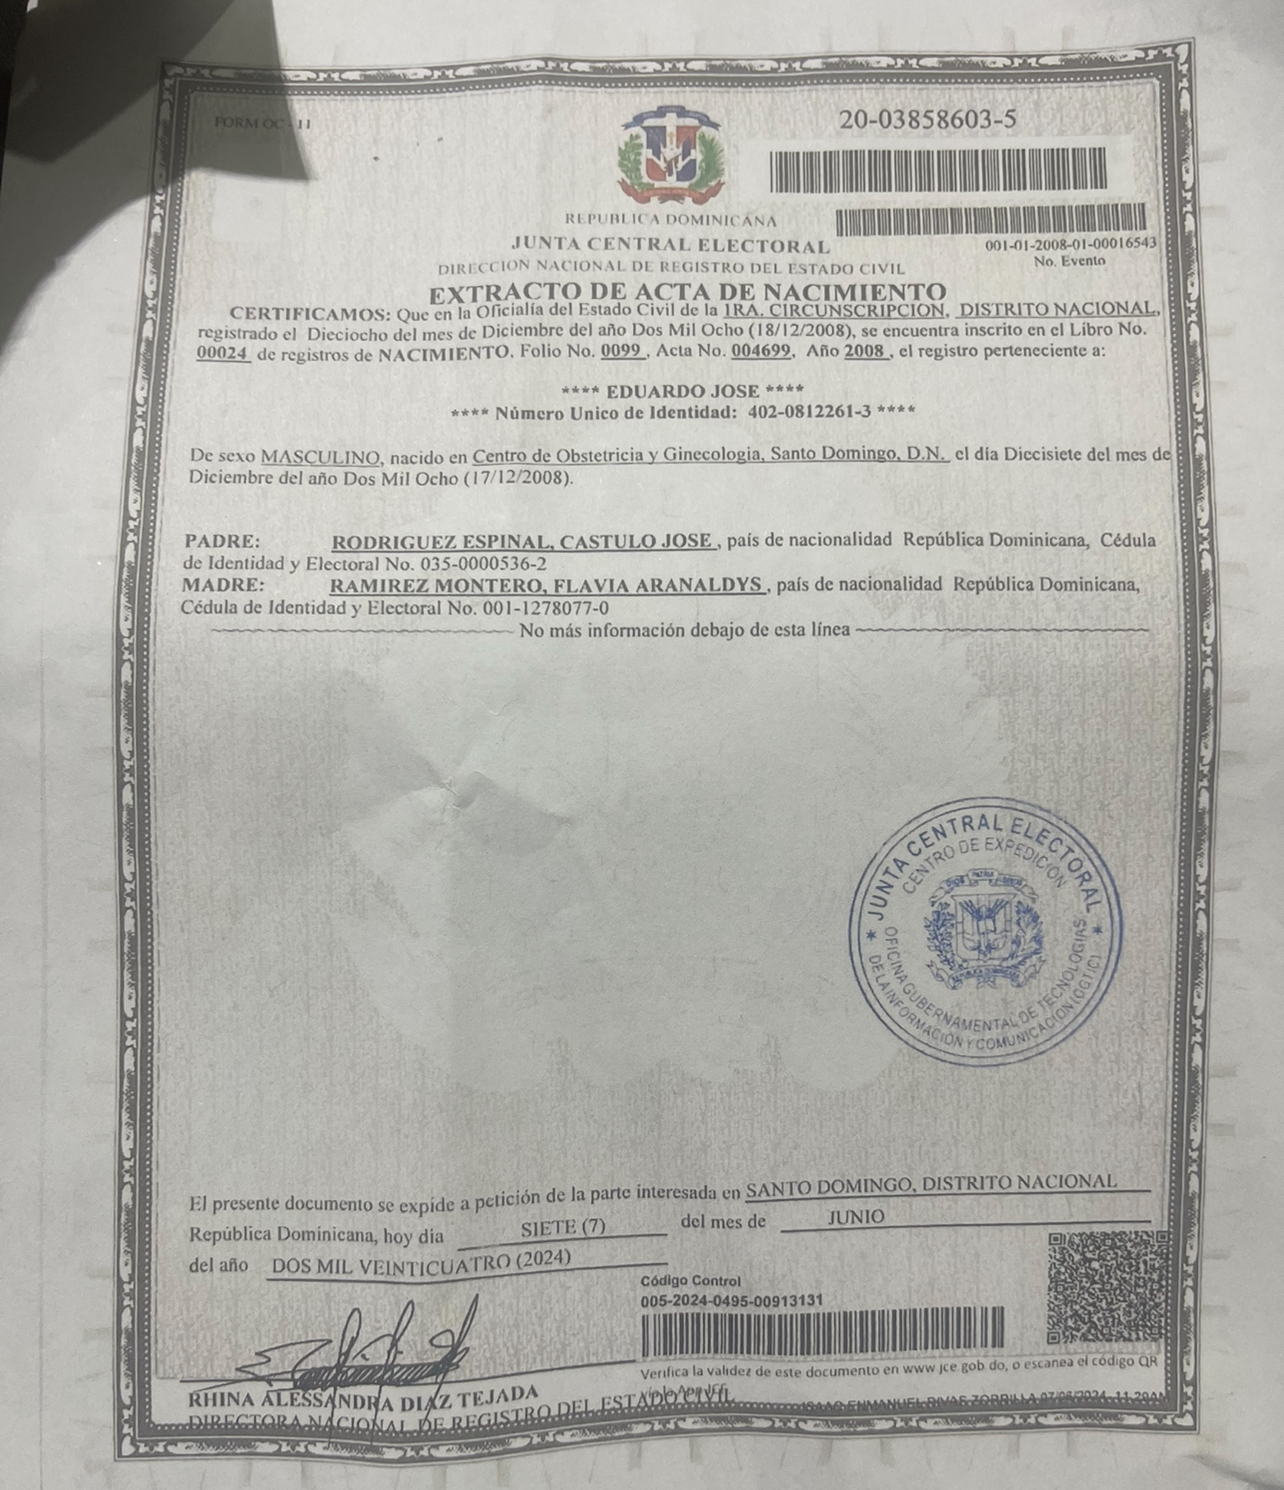 FORM OC - 11
20-03858603-5
REPUBLICA DOMINICANA
JUNTA CENTRAL ELECTORAL
001-01-2008-01-00016543
No. Evento
DIRECCION NACIONAL DE REGISTRO DEL ESTADO CIVIL
EXTRACTO DE ACTA DE NACIMIENTO
CERTIFICAMOS: Que en la Oficialía del Estado Civil de la 1RA. CIRCUNSCRIPCION, DISTRITO NACIONAL,
registrado el Dieciocho del mes de Diciembre del año Dos Mil Ocho (18/12/2008), se encuentra inscrito en el Libro No.
00024 de registros de NACIMIENTO. Folio No. 0099, Acta No. 004699, Año 2008, el registro perteneciente a:
**** EDUARDO JOSE ****
**** Número Unico de Identidad: 402-0812261-3 ****
De sexo MASCULINO, nacido en Centro de Obstetricia y Ginecologia, Santo Domingo, D.N. el día Diecisiete del mes de
Diciembre del año Dos Mil Ocho (17/12/2008).
PADRE: RODRIGUEZ ESPINAL, CASTULO JOSE, país de nacionalidad República Dominicana, Cédula
de Identidad y Electoral No. 035-0000536-2
MADRE: RAMIREZ MONTERO, FLAVIA ARANALDYS, país de nacionalidad República Dominicana,
Cédula de Identidad y Electoral No. 001-1278077-0
No más información debajo de esta línea
JUNTA CENTRAL ELECTORAL
CENTRO DE EXPEDICIÓN
OFICINA GUBERNAMENTAL DE TECNOLOGIAS
DE LA INFORMACIÓN Y COMUNICACION (OGTIC)
El presente documento se expide a petición de la parte interesada en SANTO DOMINGO, DISTRITO NACIONAL
República Dominicana, hoy día SIETE (7) del mes de JUNIO
del año DOS MIL VEINTICUATRO (2024)
Código Control
005-2024-0495-00913131
Verifica la validez de este documento en www jce gob do, o escanea el código QR
RHINA ALESSANDRA DIAZ TEJADA
DIRECTORA NACIONAL DE REGISTRO DEL ESTADO CIVIL
ISAAC ENMANUEL RIVAS ZORRILLA 07/06/2024